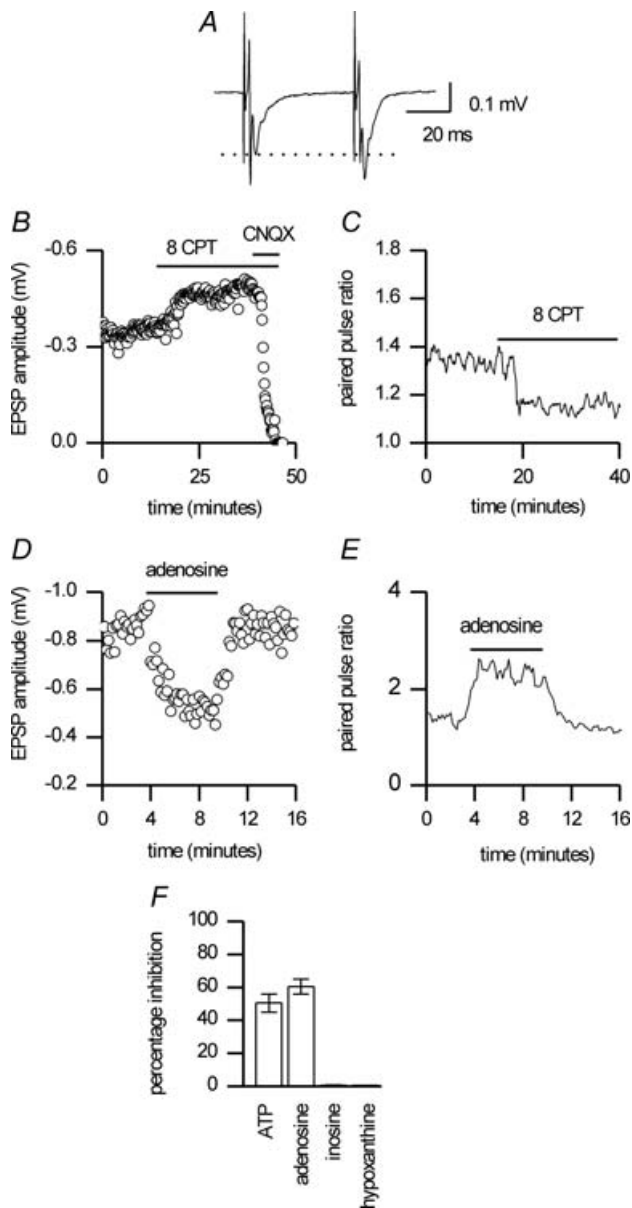 A
0.1 mV
20 ms
B
CNQX
8 CPT
EPSP amplitude (mV)
-0.6
-0.3
0.0
0
25
50
time (minutes)
C
8 CPT
paired pulse ratio
1.8
1.6
1.4
1.2
1.0
0
20
40
time (minutes)
D
adenosine
EPSP amplitude (mV)
-1.0
-0.8
-0.6
-0.4
-0.2
0 4 8 12 16
time (minutes)
E
adenosine
paired pulse ratio
4
2
0
0 4 8 12 16
time (minutes)
F
percentage inhibition
100
80
60
40
20
0
ATP
adenosine
inosine
hypoxanthine